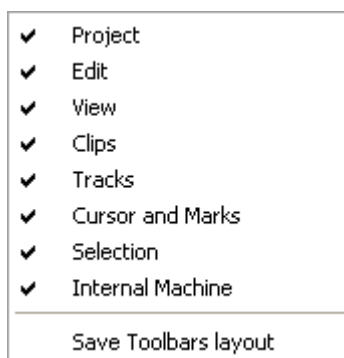 Project
Edit
View
Clips
Tracks
Cursor and Marks
Selection
Internal Machine
Save Toolbars layout